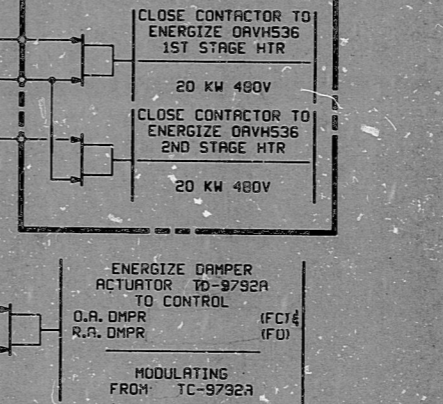 CLOSE CONTACTOR TO
ENERGIZE OAVH536
1ST STAGE HTR
20 KW 480V
CLOSE CONTACTOR TO
ENERGIZE OAVH536
2ND STAGE HTR
20 KW 480V
ENERGIZE DAMPER
ACTUATOR TD-9792A
TO CONTROL
O.A. DMPR (FC)
R.A. DMPR (FO)
MODULATING
FROM TC-9792A